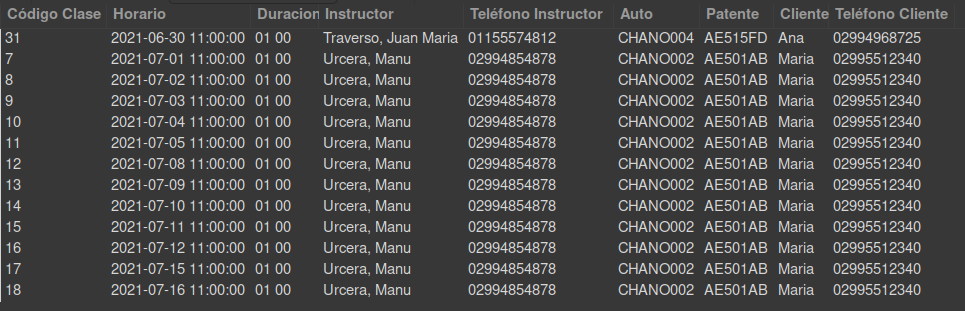 Código Clase Horario Duracion Instructor Teléfono Instructor Auto Patente Cliente Teléfono Cliente
31 2021-06-30 11:00:00 01 00 Traverso, Juan Maria 01155574812 CHANO004 AE515FD Ana 02994968725
7 2021-07-01 11:00:00 01 00 Urcera, Manu 02994854878 CHANO002 AE501AB Maria 02995512340
8 2021-07-02 11:00:00 01 00 Urcera, Manu 02994854878 CHANO002 AE501AB Maria 02995512340
9 2021-07-03 11:00:00 01 00 Urcera, Manu 02994854878 CHANO002 AE501AB Maria 02995512340
10 2021-07-04 11:00:00 01 00 Urcera, Manu 02994854878 CHANO002 AE501AB Maria 02995512340
11 2021-07-05 11:00:00 01 00 Urcera, Manu 02994854878 CHANO002 AE501AB Maria 02995512340
12 2021-07-08 11:00:00 01 00 Urcera, Manu 02994854878 CHANO002 AE501AB Maria 02995512340
13 2021-07-09 11:00:00 01 00 Urcera, Manu 02994854878 CHANO002 AE501AB Maria 02995512340
14 2021-07-10 11:00:00 01 00 Urcera, Manu 02994854878 CHANO002 AE501AB Maria 02995512340
15 2021-07-11 11:00:00 01 00 Urcera, Manu 02994854878 CHANO002 AE501AB Maria 02995512340
16 2021-07-12 11:00:00 01 00 Urcera, Manu 02994854878 CHANO002 AE501AB Maria 02995512340
17 2021-07-15 11:00:00 01 00 Urcera, Manu 02994854878 CHANO002 AE501AB Maria 02995512340
18 2021-07-16 11:00:00 01 00 Urcera, Manu 02994854878 CHANO002 AE501AB Maria 02995512340